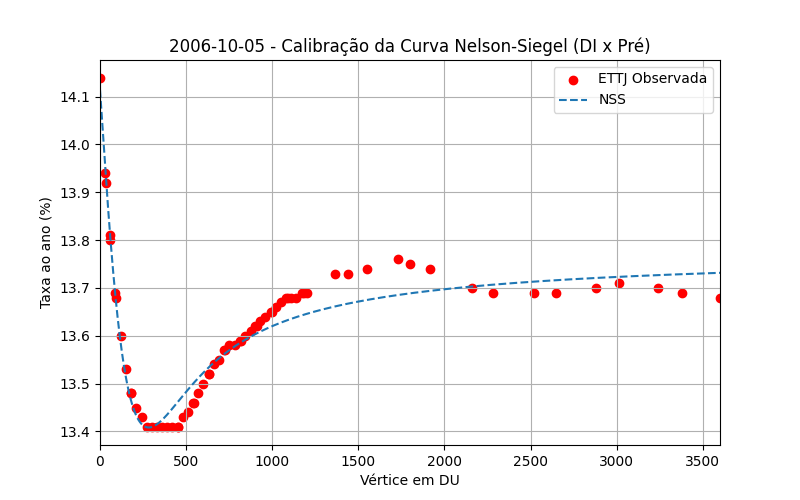 2006-10-05 - Calibração da Curva Nelson-Siegel (DI x Pré)
ETTJ Observada
NSS
Taxa ao ano (%)
14.1
14.0
13.9
13.8
13.7
13.6
13.5
13.4
0 500 1000 1500 2000 2500 3000 3500
Vértice em DU